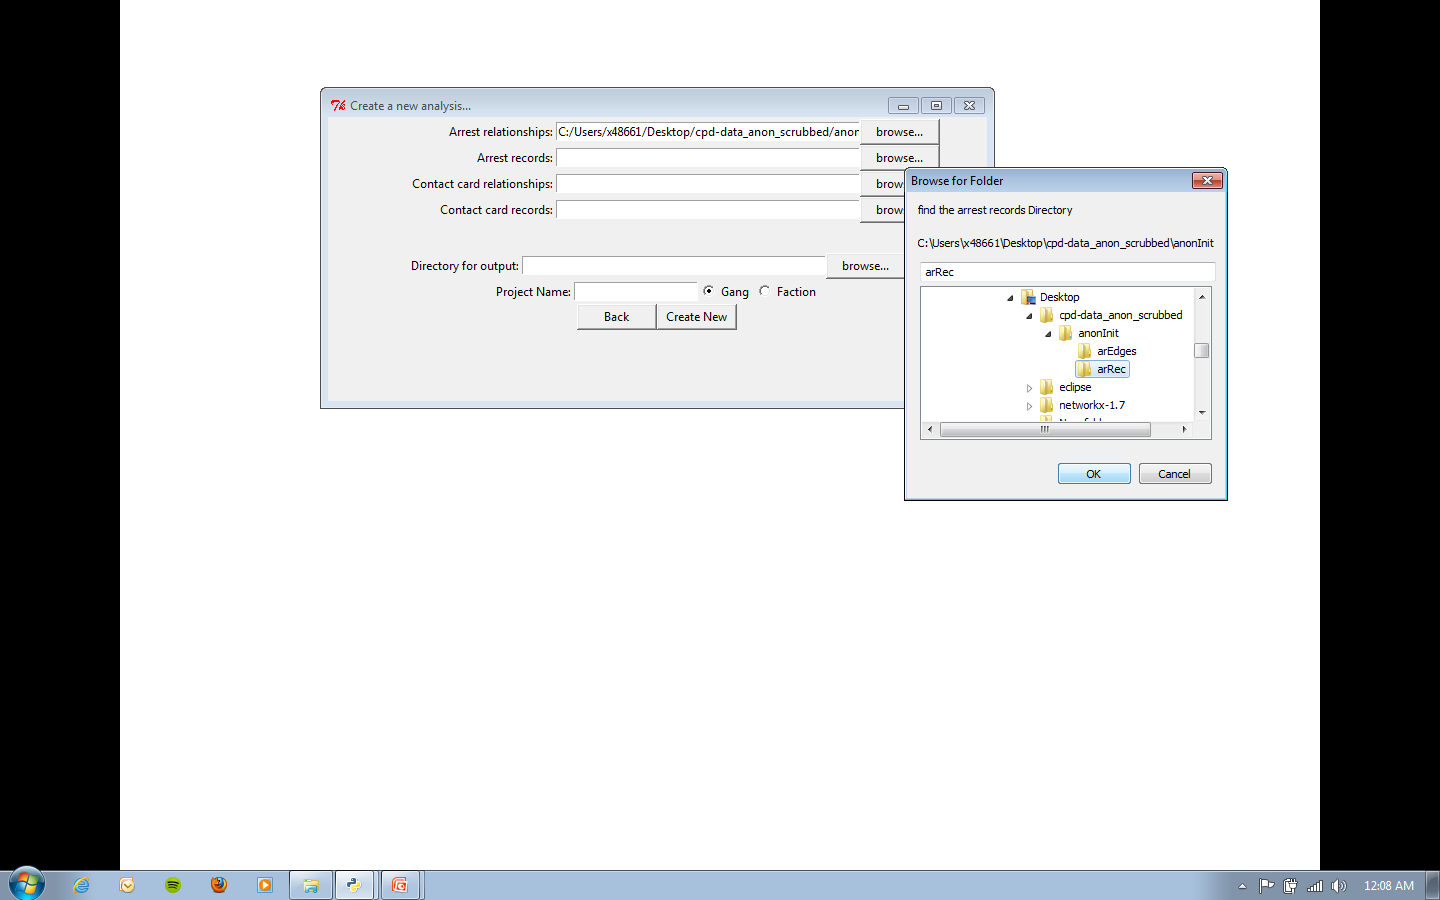 Create a new analysis...
Arrest relationships: C:/Users/x48661/Desktop/cpd-data_anon_scrubbed/anon browse...
Arrest records: browse...
Contact card relationships: brow
Contact card records: brow
Directory for output: browse...
Project Name: Gang Faction
Back Create New
Browse for Folder
find the arrest records Directory
C:\Users\x48661\Desktop\cpd-data_anon_scrubbed\anonInit
arRec
Desktop
cpd-data_anon_scrubbed
anonInit
arEdges
arRec
eclipse
networkx-1.7
OK Cancel
12:08 AM